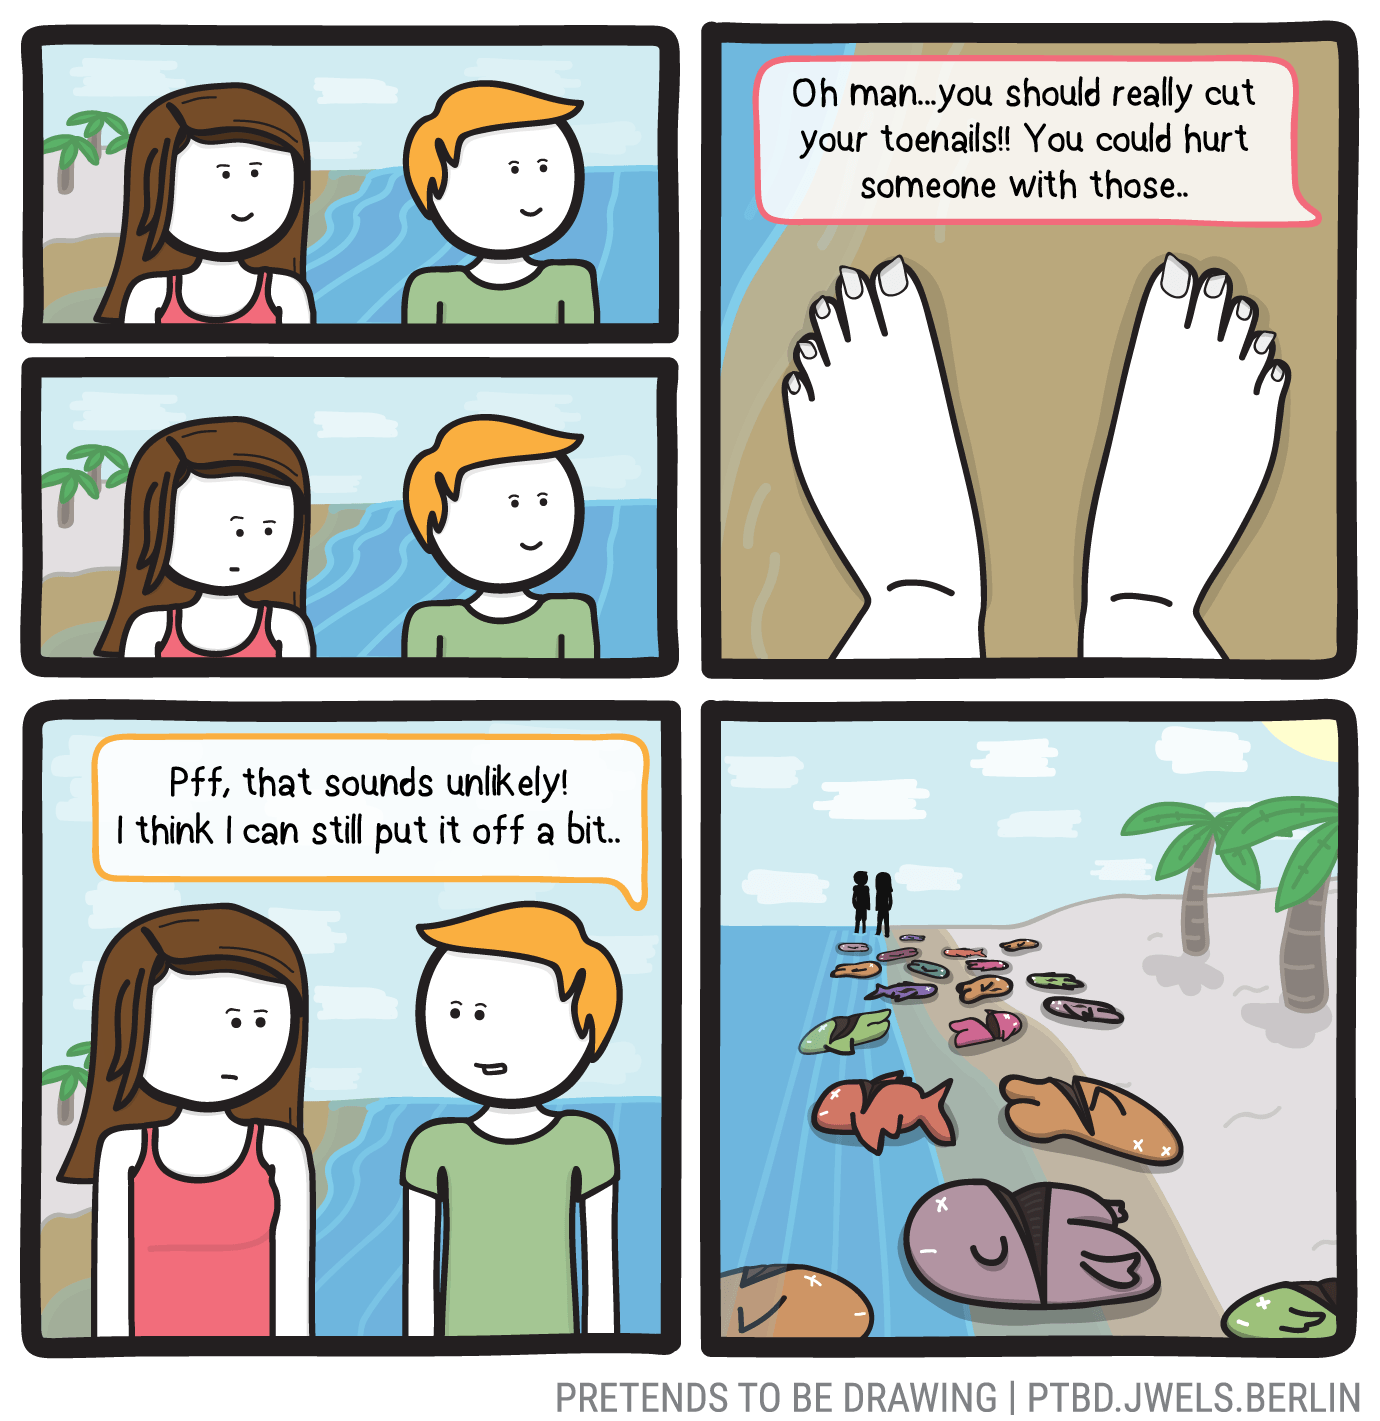 Oh man...you should really cut
your toenails!! You could hurt
someone with those..
Pff, that sounds unlikely!
I think I can still put it off a bit..
PRETENDS TO BE DRAWING | PTBD.JWELS.BERLIN